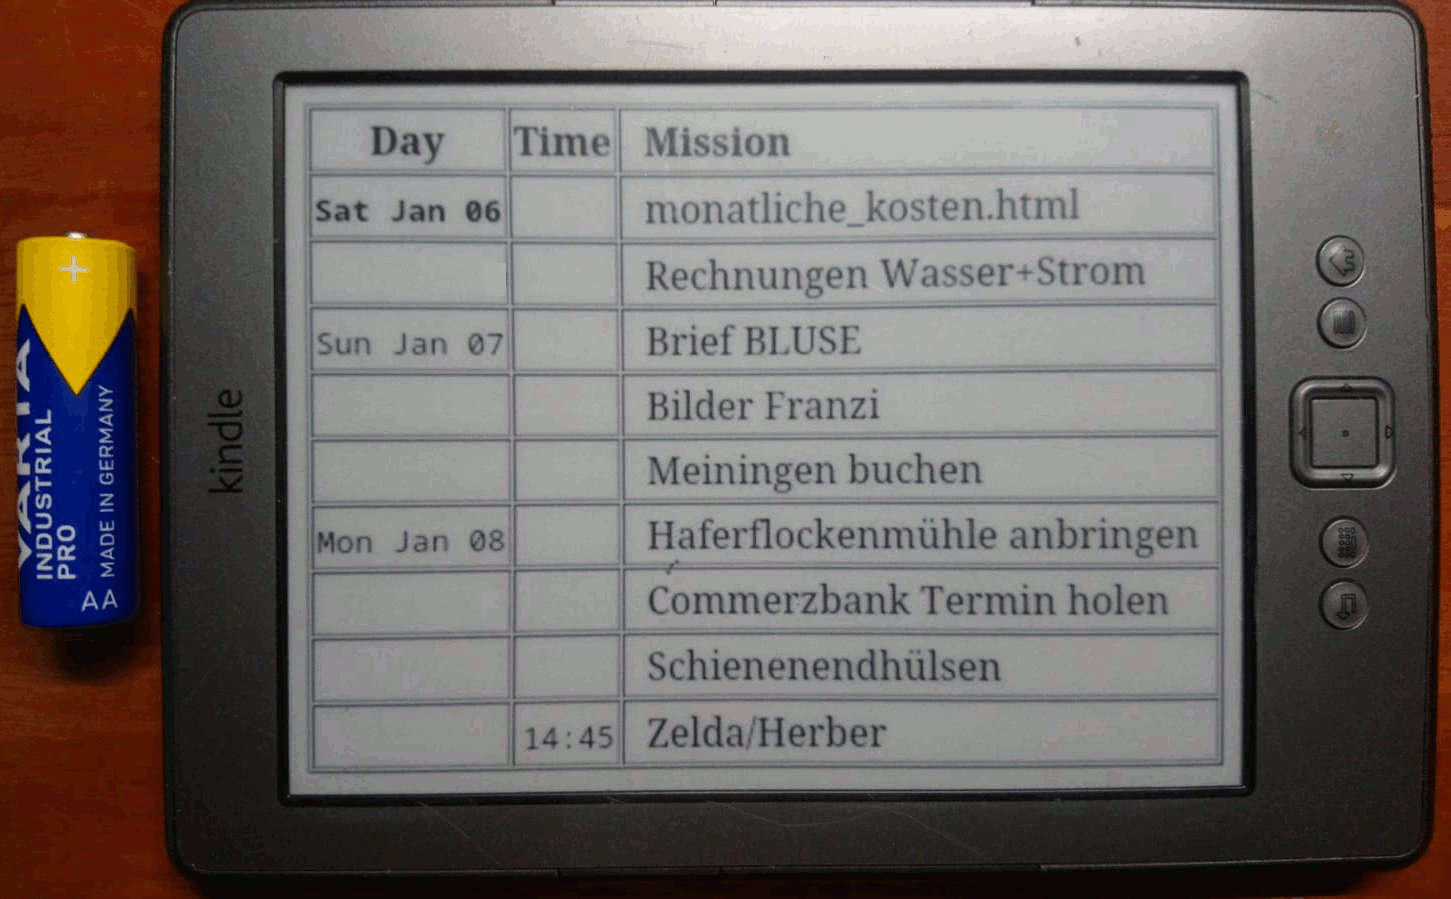 Day Time Mission
Sat Jan 06 monatliche_kosten.html
Rechnungen Wasser+Strom
Sun Jan 07 Brief BLUSE
Bilder Franzi
Meiningen buchen
Mon Jan 08 Haferflockenmühle anbringen
Commerzbank Termin holen
Schienenendhülsen
14:45 Zelda/Herber
kindle
+
VARTA
INDUSTRIAL
PRO
AA MADE IN GERMANY